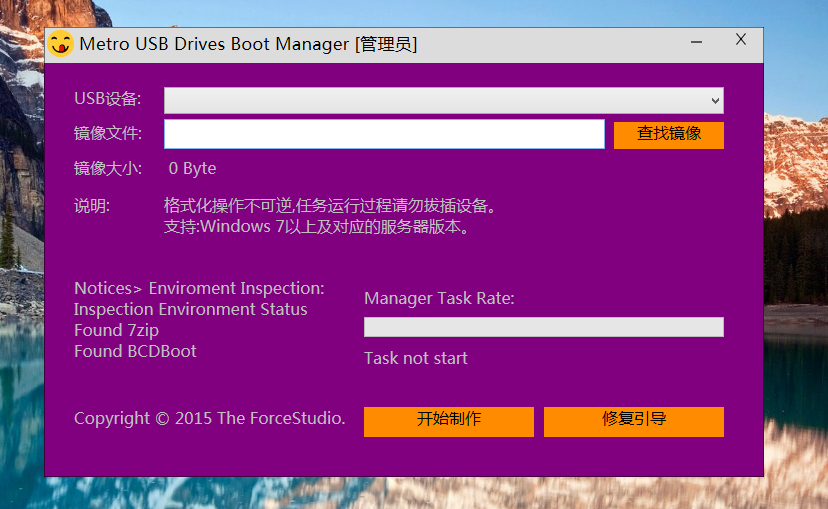 Metro USB Drives Boot Manager [管理员]
USB设备:
镜像文件: 查找镜像
镜像大小: 0 Byte
说明: 格式化操作不可逆,任务运行过程请勿拔插设备。
支持:Windows 7以上及对应的服务器版本。
Notices> Enviroment Inspection:
Inspection Environment Status
Found 7zip
Found BCDBoot
Manager Task Rate:
Task not start
Copyright © 2015 The ForceStudio.
开始制作 修复引导